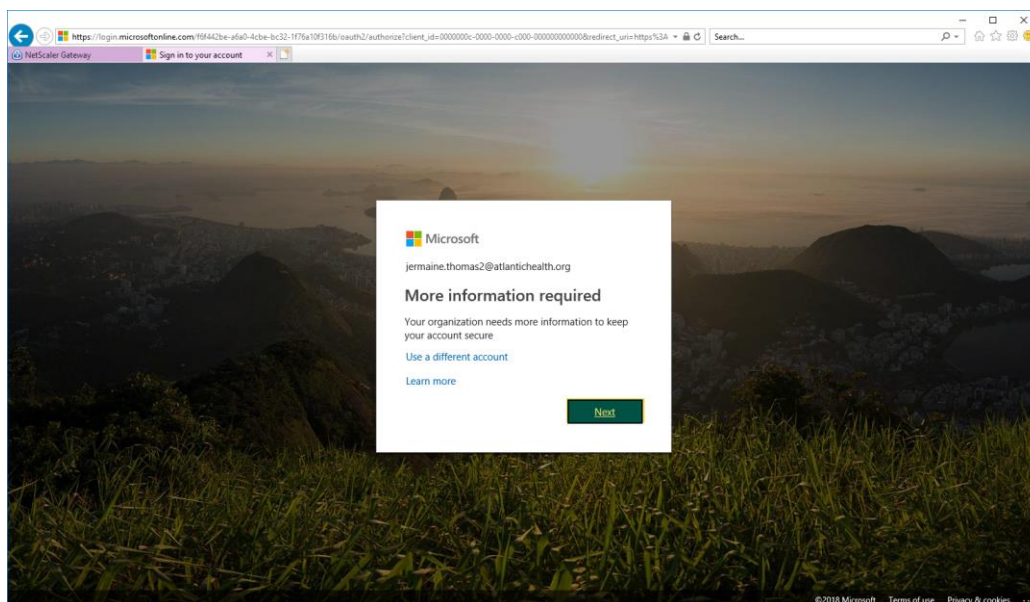 https://login.microsoftonline.com/f6f442be-a6a0-4cbe-bc32-1f76a10f316b/oauth2/authorize?client_id=0000000c-0000-0000-c000-000000000000&redirect_uri=https%3A
Search...
NetScaler Gateway
Sign in to your account
Microsoft
jermaine.thomas2@atlantichealth.org
More information required
Your organization needs more information to keep
your account secure
Use a different account
Learn more
Next
©2018 Microsoft Terms of use Privacy & cookies